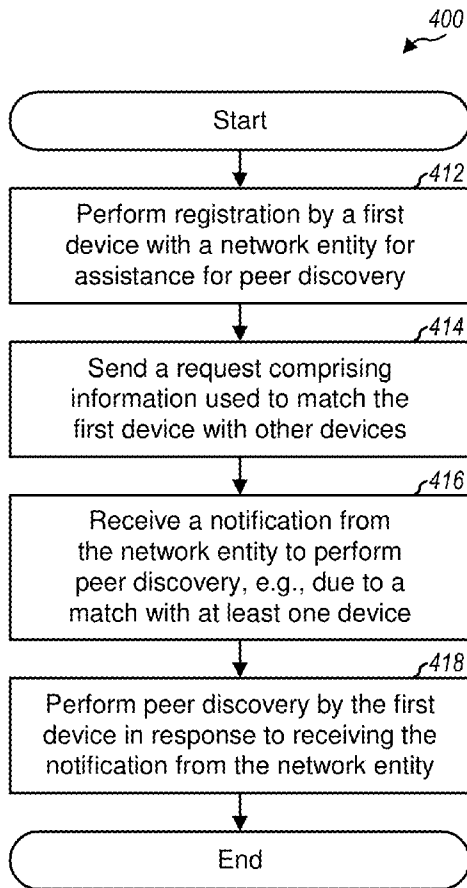 400
Start
412
Perform registration by a first
device with a network entity for
assistance for peer discovery
414
Send a request comprising
information used to match the
first device with other devices
416
Receive a notification from
the network entity to perform
peer discovery, e.g., due to a
match with at least one device
418
Perform peer discovery by the first
device in response to receiving the
notification from the network entity
End